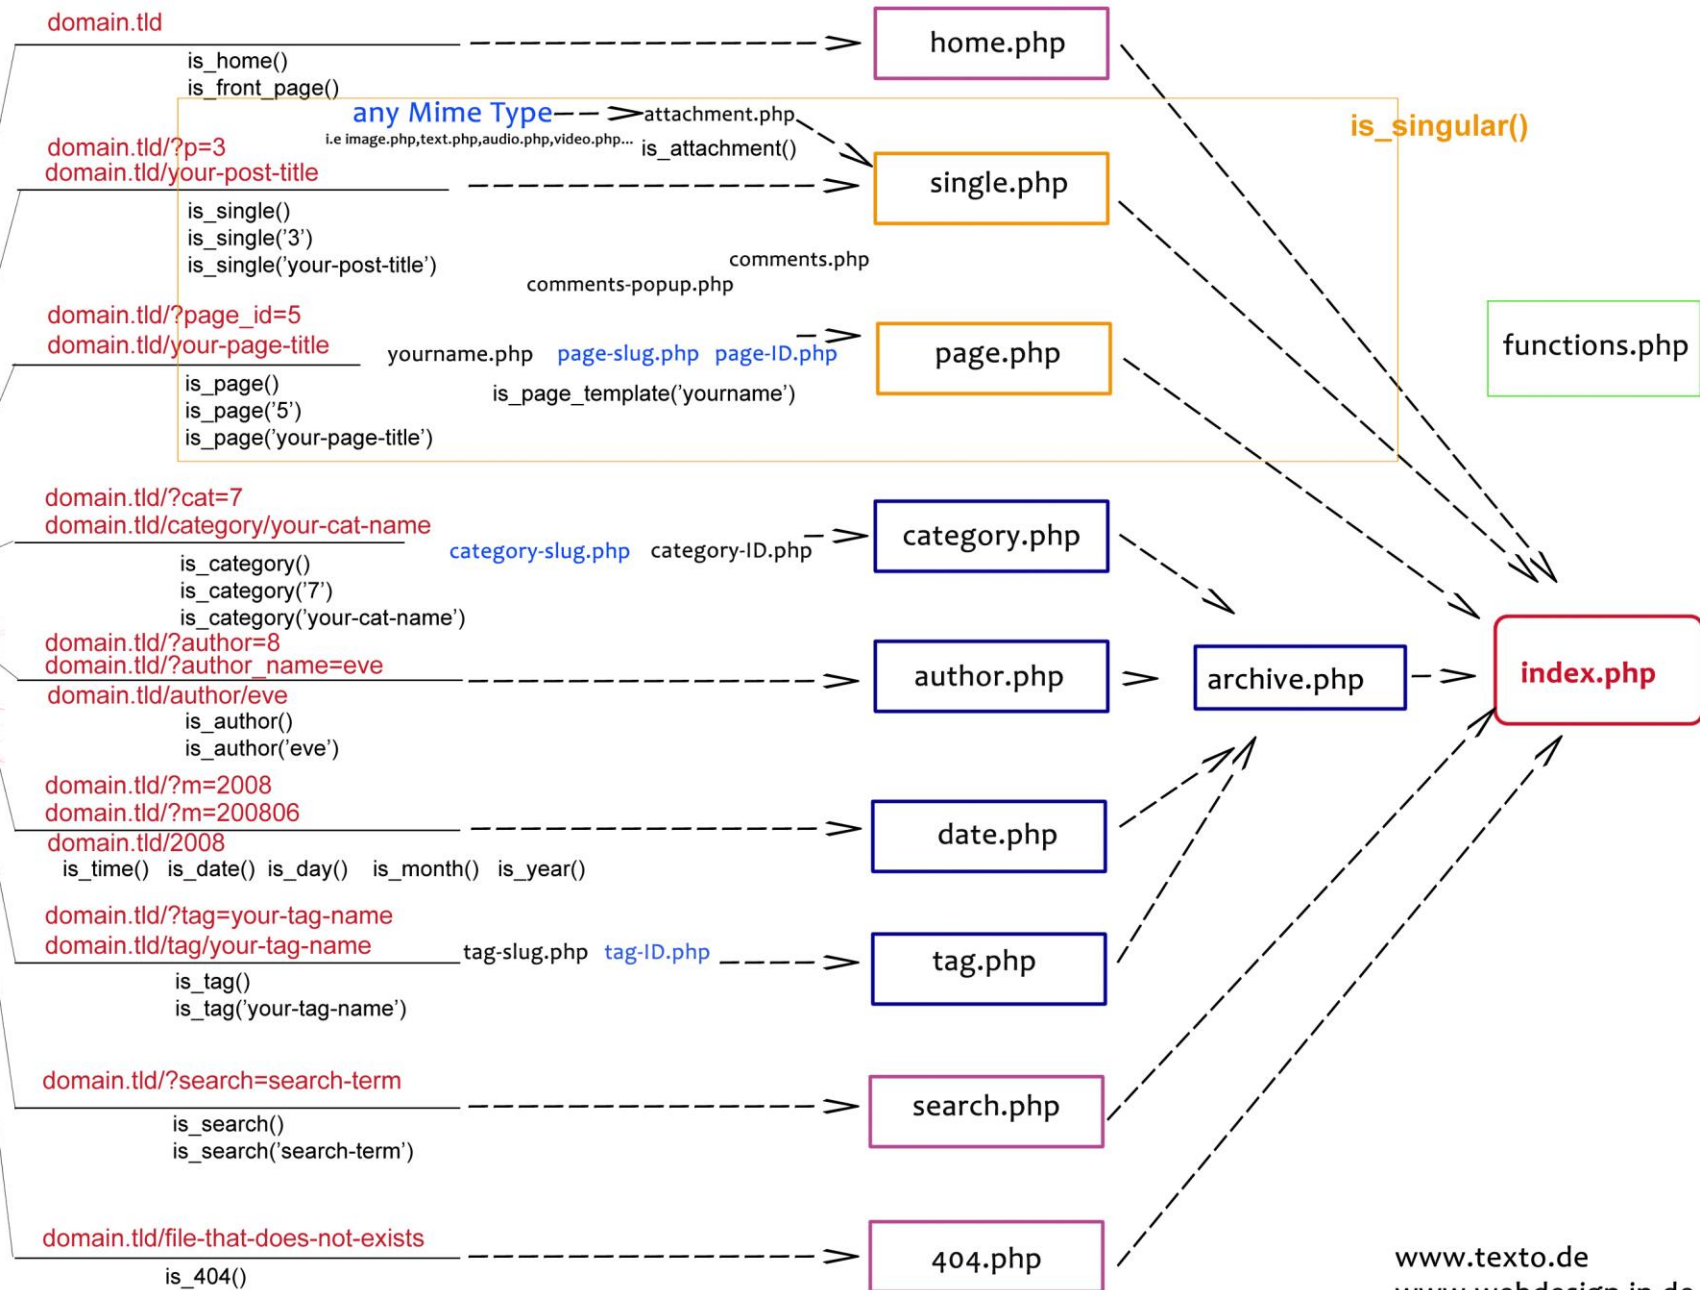 domain.tld
home.php
is_home()
is_front_page()
any Mime Type
attachment.php
i.e image.php,text.php,audio.php,video.php...
is_attachment()
is_singular()
domain.tld/?p=3
domain.tld/your-post-title
single.php
is_single()
is_single('3')
is_single('your-post-title')
comments.php
comments-popup.php
domain.tld/?page_id=5
domain.tld/your-page-title
yourname.php page-slug.php page-ID.php
page.php
functions.php
is_page()
is_page('5')
is_page('your-page-title')
is_page_template('yourname')
domain.tld/?cat=7
domain.tld/category/your-cat-name
category-slug.php category-ID.php
category.php
is_category()
is_category('7')
is_category('your-cat-name')
domain.tld/?author=8
domain.tld/?author_name=eve
domain.tld/author/eve
author.php
archive.php
index.php
is_author()
is_author('eve')
domain.tld/?m=2008
domain.tld/?m=200806
domain.tld/2008
date.php
is_time() is_date() is_day() is_month() is_year()
domain.tld/?tag=your-tag-name
domain.tld/tag/your-tag-name
tag-slug.php tag-ID.php
tag.php
is_tag()
is_tag('your-tag-name')
domain.tld/?search=search-term
search.php
is_search()
is_search('search-term')
domain.tld/file-that-does-not-exists
404.php
is_404()
www.texto.de